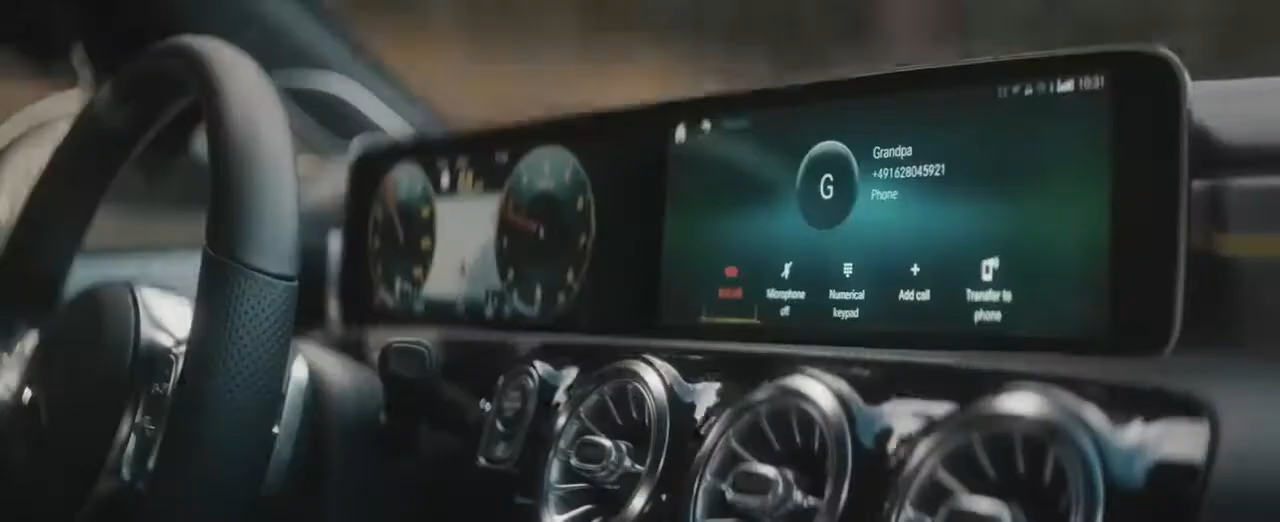 10:31
Grandpa
+491628045921
G
Phone
Microphone
off
Numerical
keypad
Add call
Transfer to
phone